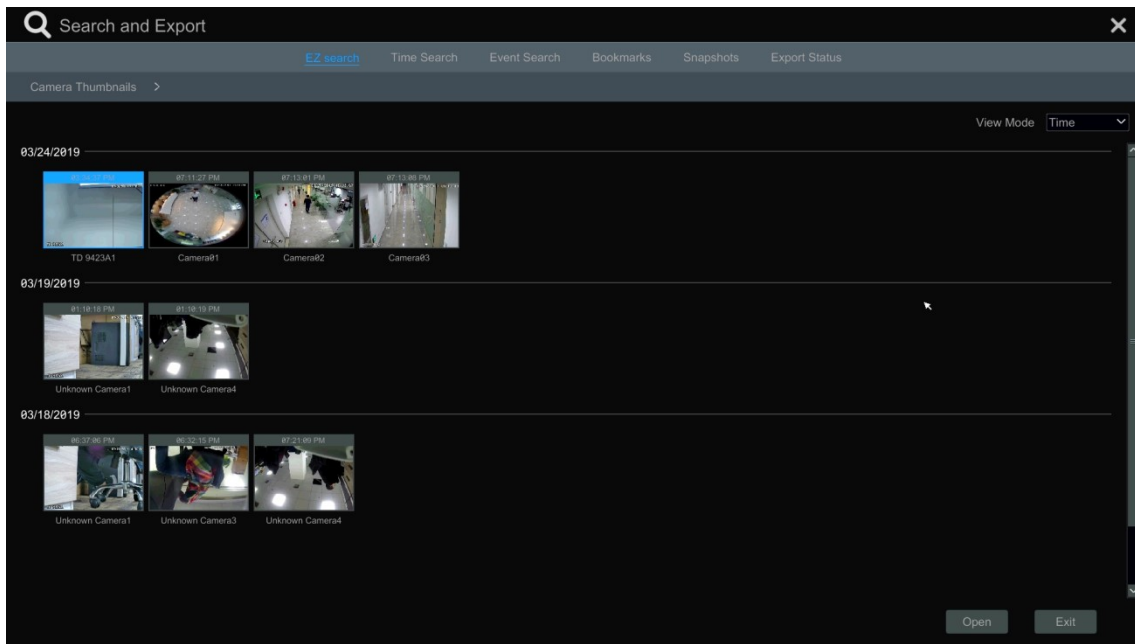 Search and Export
EZ search Time Search Event Search Bookmarks Snapshots Export Status
Camera Thumbnails >
View Mode Time
03/24/2019
07:11:27 PM 07:13:01 PM 07:13:08 PM
TD 9423A1 Camera01 Camera02 Camera03
03/19/2019
01:10:18 PM 01:10:19 PM
Unknown Camera1 Unknown Camera4
03/18/2019
06:37:06 PM 06:32:15 PM 07:21:09 PM
Unknown Camera1 Unknown Camera3 Unknown Camera4
Open Exit